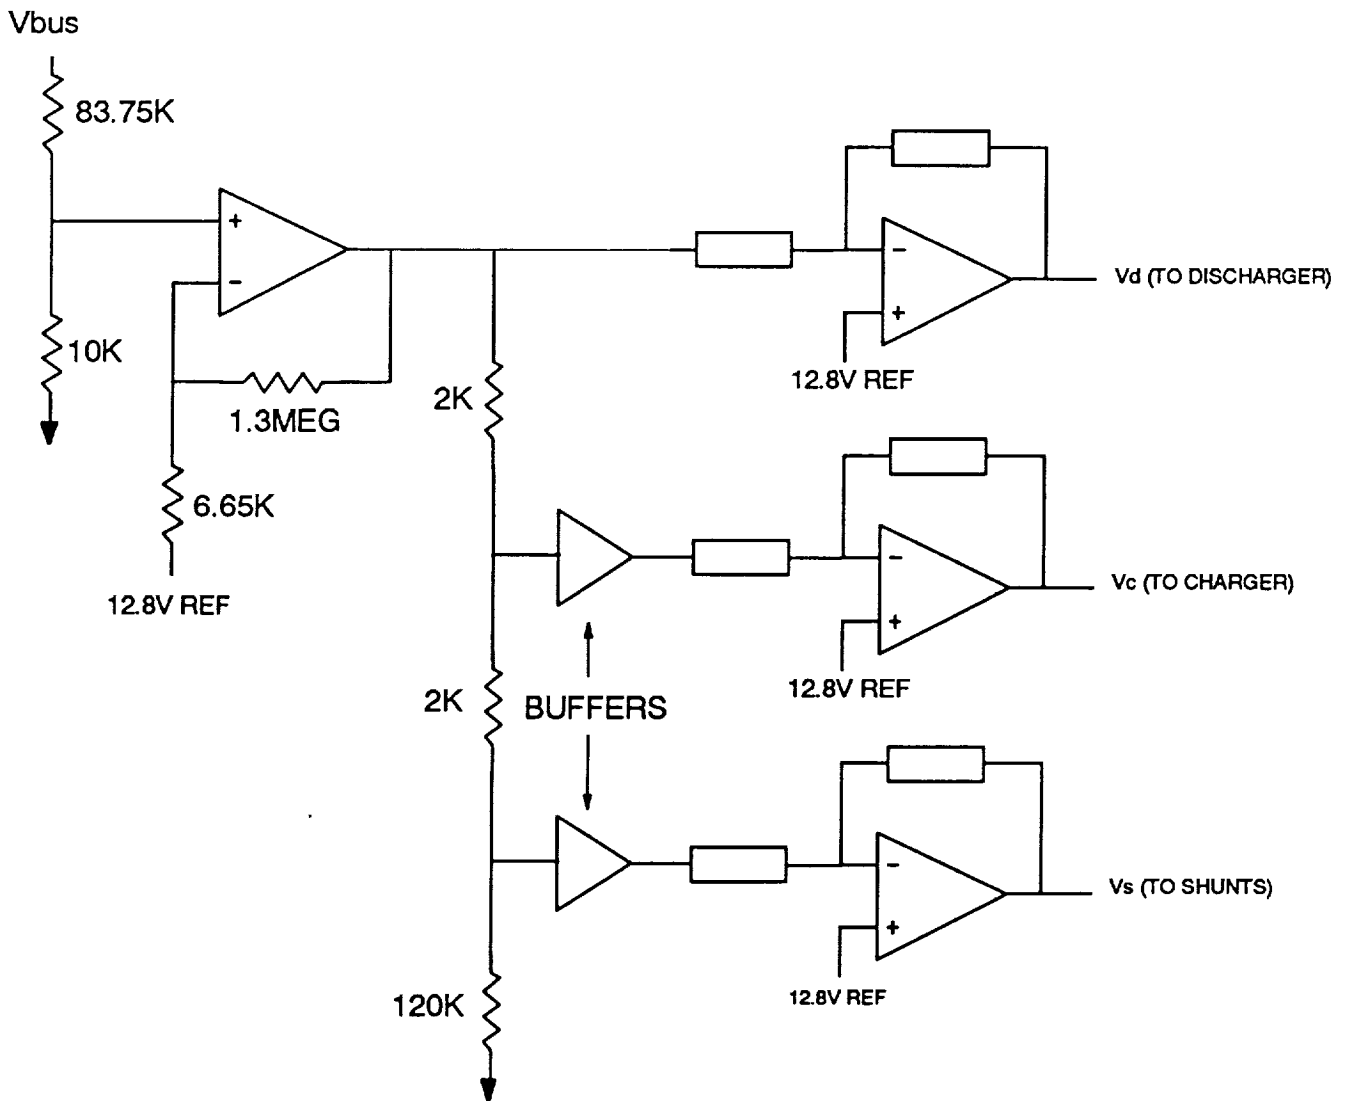 Vbus
83.75K
+
-
10K
1.3MEG
6.65K
12.8V REF
2K
2K
120K
BUFFERS
-
+
12.8V REF
Vd (TO DISCHARGER)
-
+
12.8V REF
Vc (TO CHARGER)
-
+
12.8V REF
Vs (TO SHUNTS)